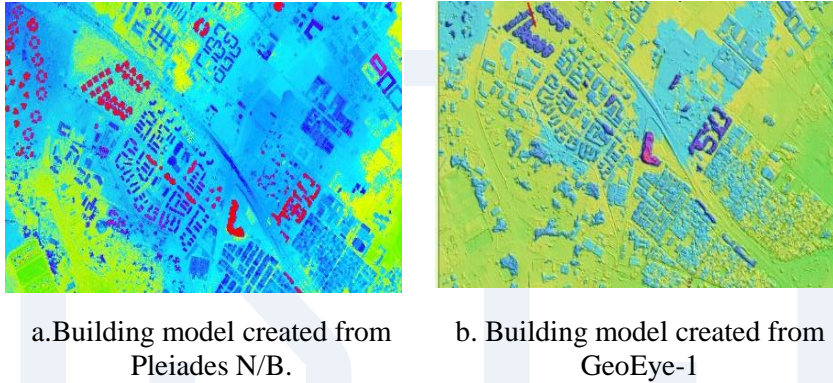 a.Building model created from
Pleiades N/B.
b. Building model created from
GeoEye-1